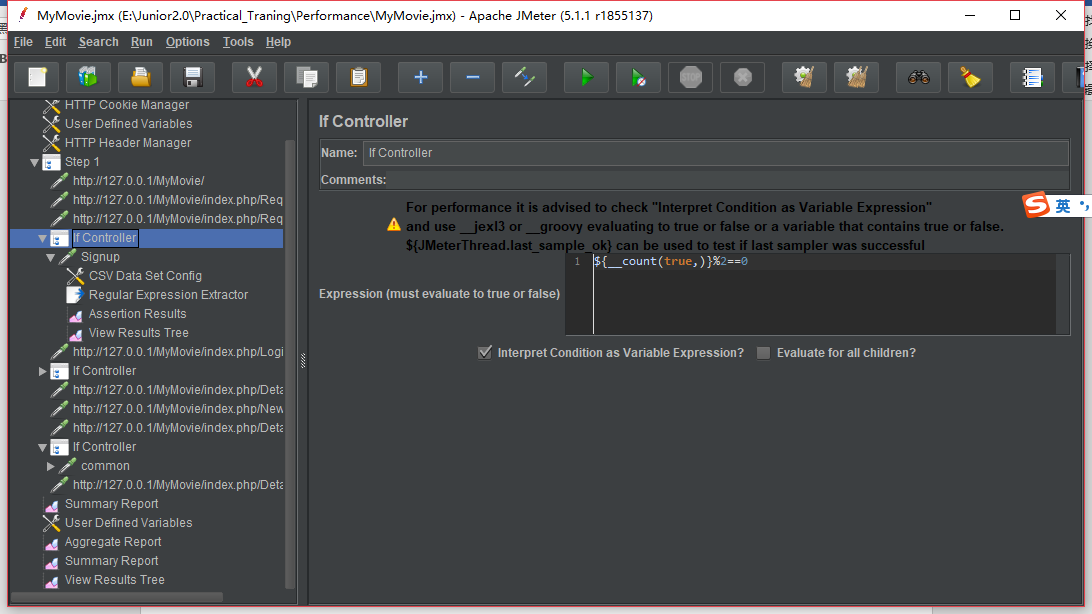 MyMovie.jmx (E:\Junior2.0\Practical_Traning\Performance\MyMovie.jmx) - Apache JMeter (5.1.1 r1855137)
File Edit Search Run Options Tools Help
STOP
HTTP Cookie Manager
User Defined Variables
HTTP Header Manager
Step 1
http://127.0.0.1/MyMovie/
http://127.0.0.1/MyMovie/index.php/Req
http://127.0.0.1/MyMovie/index.php/Req
If Controller
Signup
CSV Data Set Config
Regular Expression Extractor
Assertion Results
View Results Tree
http://127.0.0.1/MyMovie/index.php/Logi
If Controller
http://127.0.0.1/MyMovie/index.php/Deta
http://127.0.0.1/MyMovie/index.php/New
http://127.0.0.1/MyMovie/index.php/Deta
If Controller
common
http://127.0.0.1/MyMovie/index.php/Deta
Summary Report
User Defined Variables
Aggregate Report
Summary Report
View Results Tree
If Controller
Name: If Controller
Comments:
For performance it is advised to check "Interpret Condition as Variable Expression"
and use __jexl3 or __groovy evaluating to true or false or a variable that contains true or false.
${JMeterThread.last_sample_ok} can be used to test if last sampler was successful
Expression (must evaluate to true or false)
1 ${__count(true,)}%2==0
Interpret Condition as Variable Expression? Evaluate for all children?
S 英